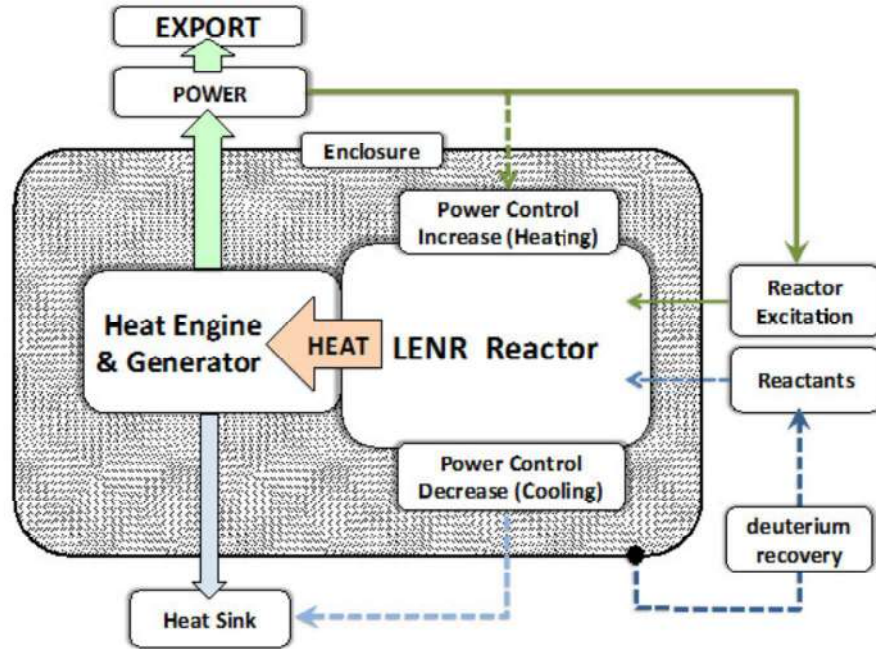 EXPORT
POWER
Enclosure
Power Control
Increase (Heating)
Heat Engine
& Generator
HEAT
LENR Reactor
Reactor
Excitation
Reactants
Power Control
Decrease (Cooling)
deuterium
recovery
Heat Sink